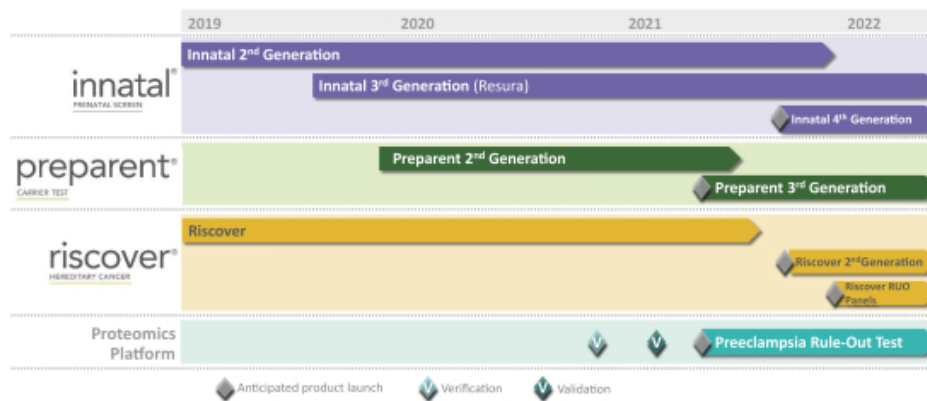 2019 2020 2021 2022
innatal®
PRENATAL SCREEN
Innatal 2nd Generation
Innatal 3rd Generation (Resura)
Innatal 4th Generation
preparent®
CARRIER TEST
Preparent 2nd Generation
Preparent 3rd Generation
riscover®
HEREDITARY CANCER
Riscover
Riscover 2ndGeneration
Riscover RUO
Panels
Proteomics
Platform
V V
Preeclampsia Rule-Out Test
Anticipated product launch V Verification V Validation